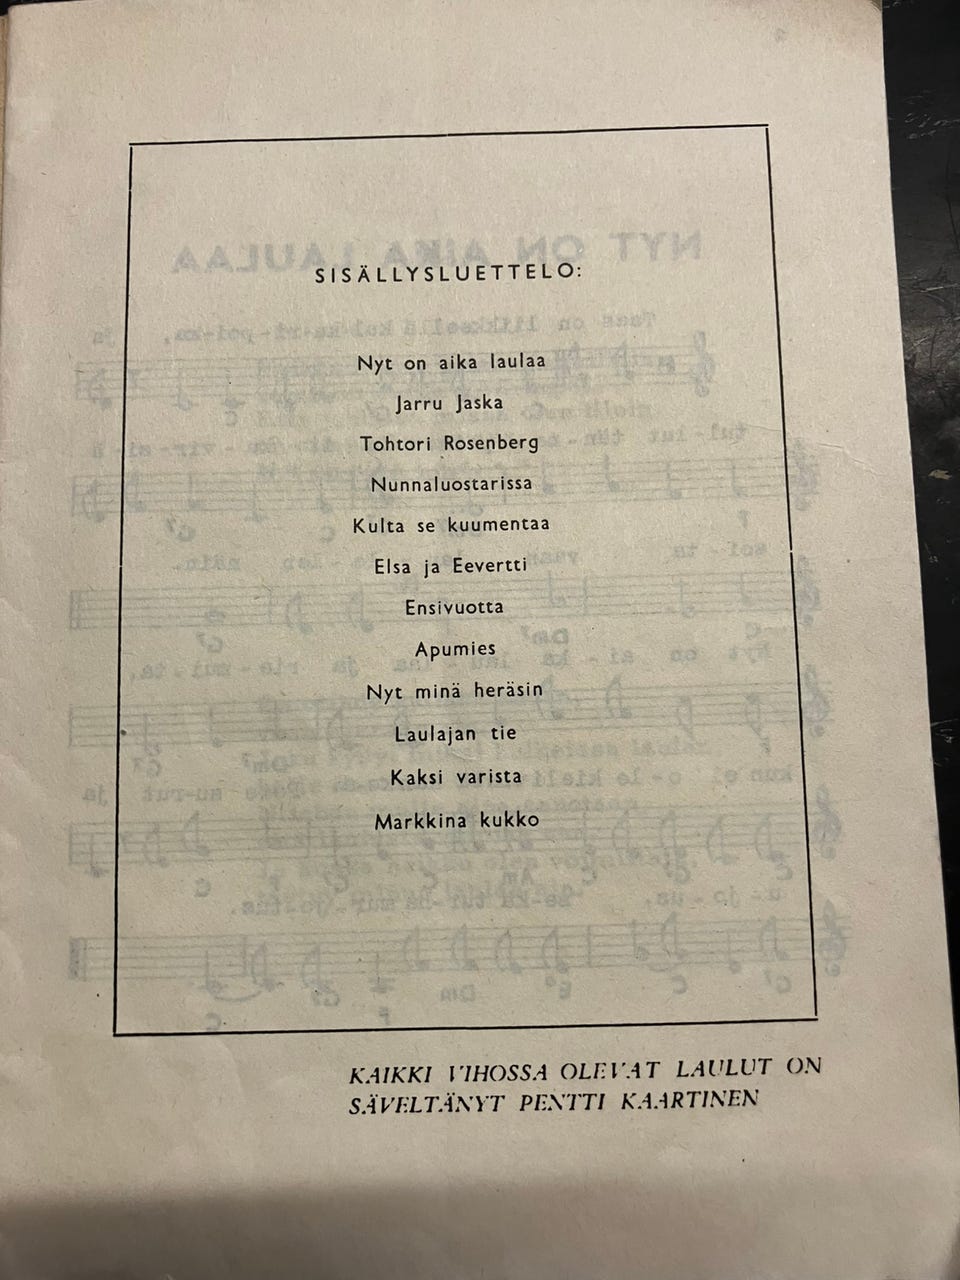 SISÄLLYSLUETTELO:
Nyt on aika laulaa
Jarru Jaska
Tohtori Rosenberg
Nunnaluostarissa
Kulta se kuumentaa
Elsa ja Eevertti
Ensivuotta
Apumies
Nyt minä heräsin
Laulajan tie
Kaksi varista
Markkina kukko
KAIKKI VIHOSSA OLEVAT LAULUT ON
SÄVELTÄNYT PENTTI KAARTINEN